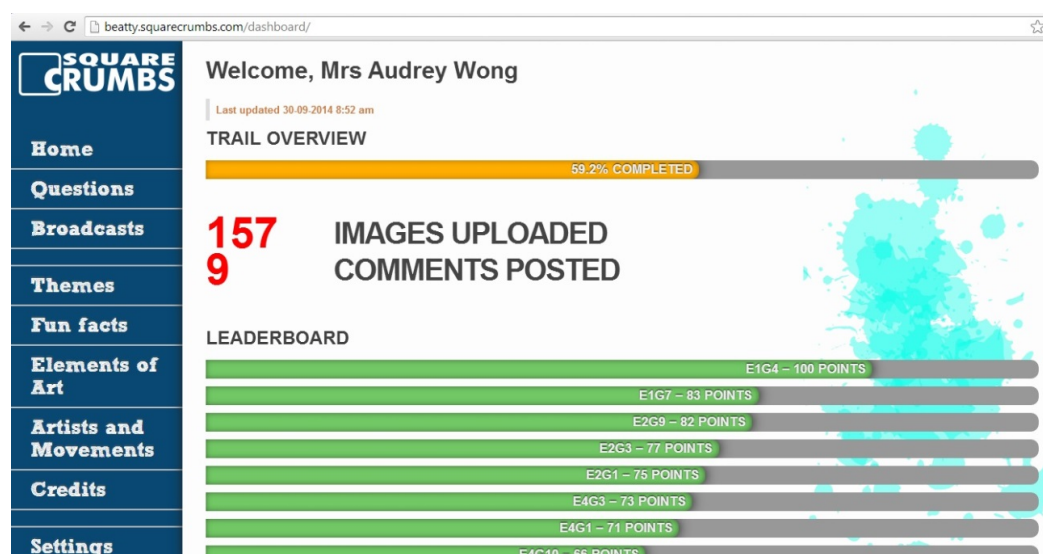 beatty.squarecrumbs.com/dashboard/
SQUARE
CRUMBS
Home
Questions
Broadcasts
Themes
Fun facts
Elements of
Art
Artists and
Movements
Credits
Settings
Welcome, Mrs Audrey Wong
Last updated 30-09-2014 8:52 am
TRAIL OVERVIEW
59.2% COMPLETED
157 IMAGES UPLOADED
9 COMMENTS POSTED
LEADERBOARD
E1G4 – 100 POINTS
E1G7 – 83 POINTS
E2G9 – 82 POINTS
E2G3 – 77 POINTS
E2G1 – 75 POINTS
E4G3 – 73 POINTS
E4G1 – 71 POINTS
E4G10 – 66 POINTS